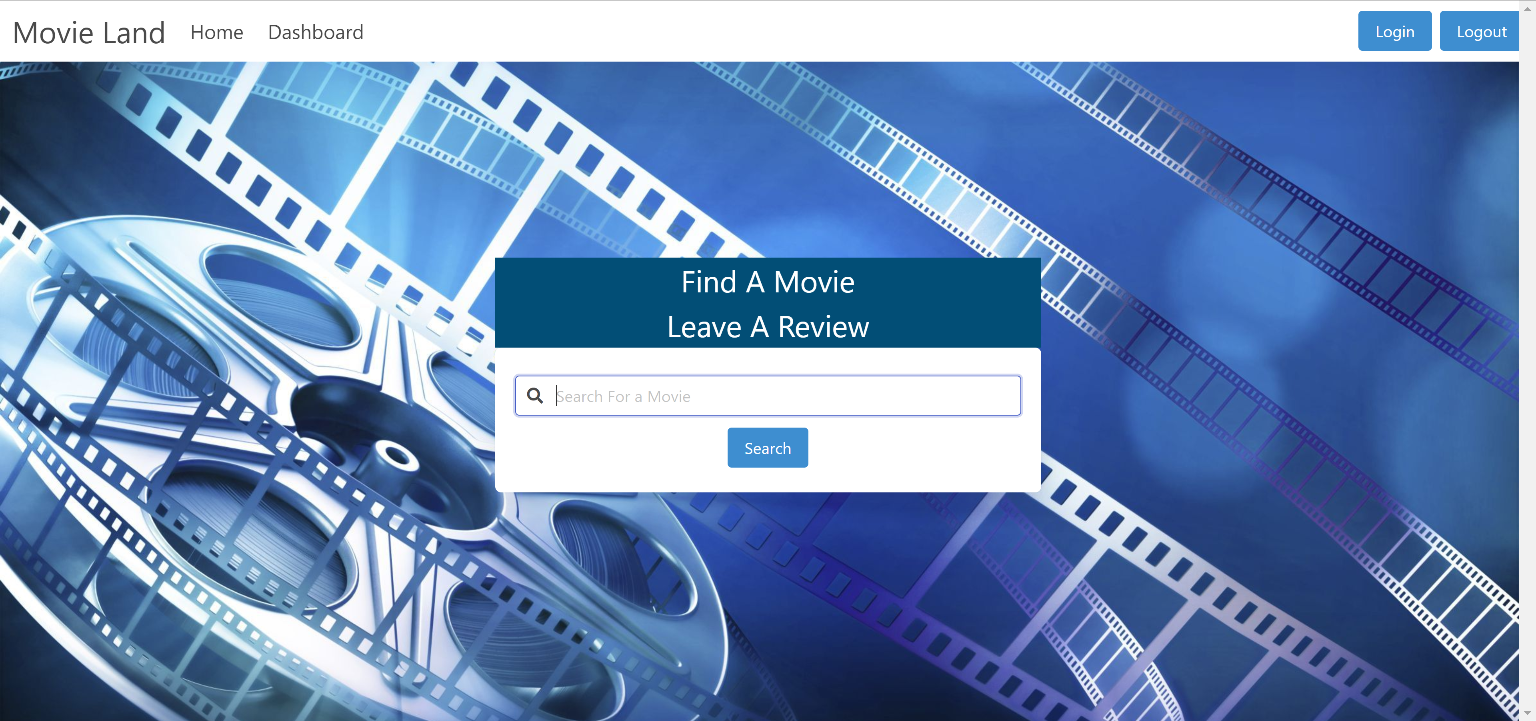 Movie Land Home Dashboard Login Logout
Find A Movie
Leave A Review
Search For a Movie
Search